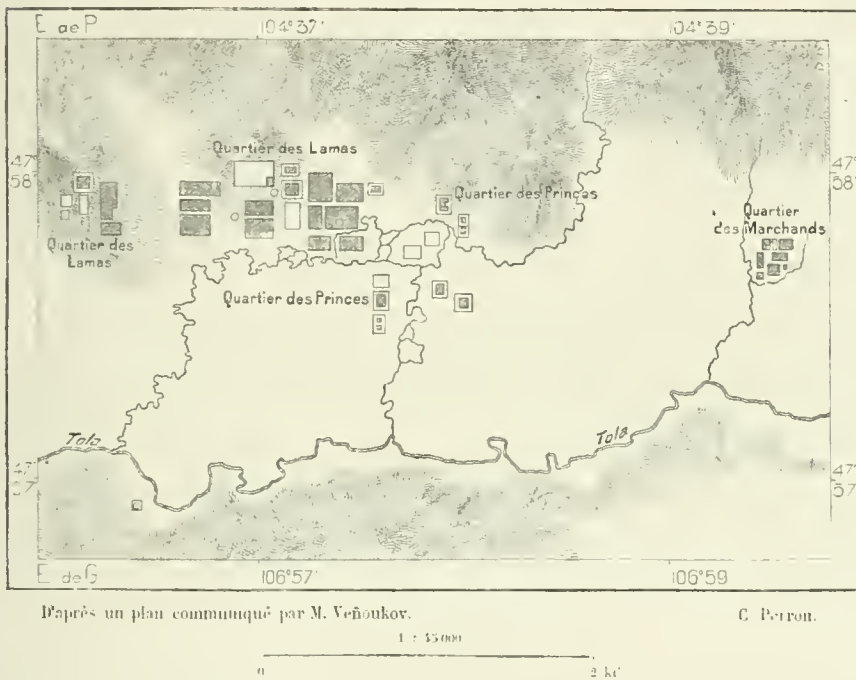 E de P
104°37'
104°39'
47°
58'
47°
58'
Quartier des Lamas
Quartier des Princes
Quartier
des Marchands
Quartier des
Lamas
Quartier des Princes
Tola
Tola
47°
57'
47°
57'
E de G
106°57'
106°59'
D'après un plan communiqué par M. Veñoukov.
C. Perron.
0
2 kil